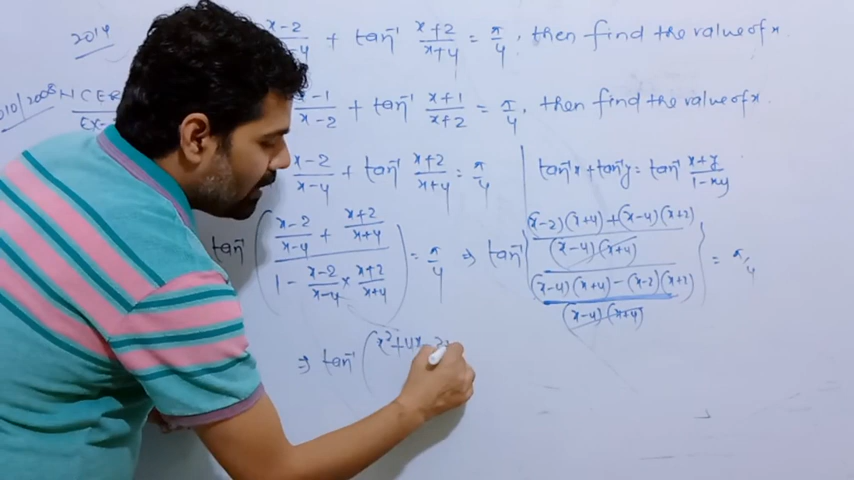 2014 x-2 + tan⁻¹ x+2/x+4 = π/4, then find the value of x
2010/2008 NCER x-1/x-2 + tan⁻¹ x+1/x+2 = π/4, then find the value of x.
EX-
x-2/x-4 + tan⁻¹ x+2/x+4 = π/4 | tan⁻¹x + tan⁻¹y = tan⁻¹ x+y/1-xy
tan⁻¹ ( (x-2/x-4 + x+2/x+4) / (1 - x-2/x-4 × x+2/x+4) ) = π/4 ⇒ tan⁻¹ ( ((x-2)(x+4)+(x-4)(x+2) / (x-4)(x+4)) / ((x-4)(x+4)-(x-2)(x+2) / (x-4)(x+4)) ) = π/4
⇒ tan⁻¹ ( x²+4x-2x